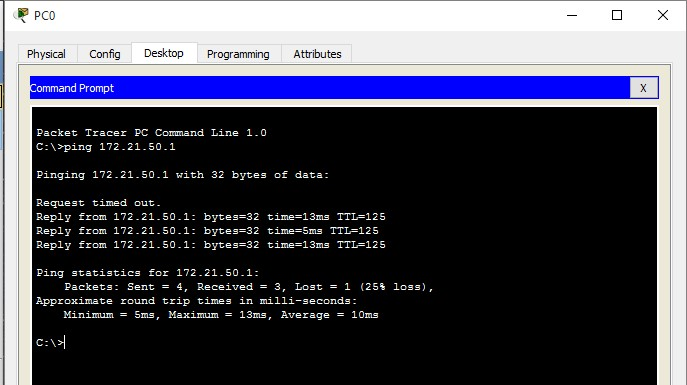 PC0
Physical Config Desktop Programming Attributes
Command Prompt X
Packet Tracer PC Command Line 1.0
C:\>ping 172.21.50.1
Pinging 172.21.50.1 with 32 bytes of data:
Request timed out.
Reply from 172.21.50.1: bytes=32 time=13ms TTL=125
Reply from 172.21.50.1: bytes=32 time=5ms TTL=125
Reply from 172.21.50.1: bytes=32 time=13ms TTL=125
Ping statistics for 172.21.50.1:
    Packets: Sent = 4, Received = 3, Lost = 1 (25% loss),
Approximate round trip times in milli-seconds:
    Minimum = 5ms, Maximum = 13ms, Average = 10ms
C:\>